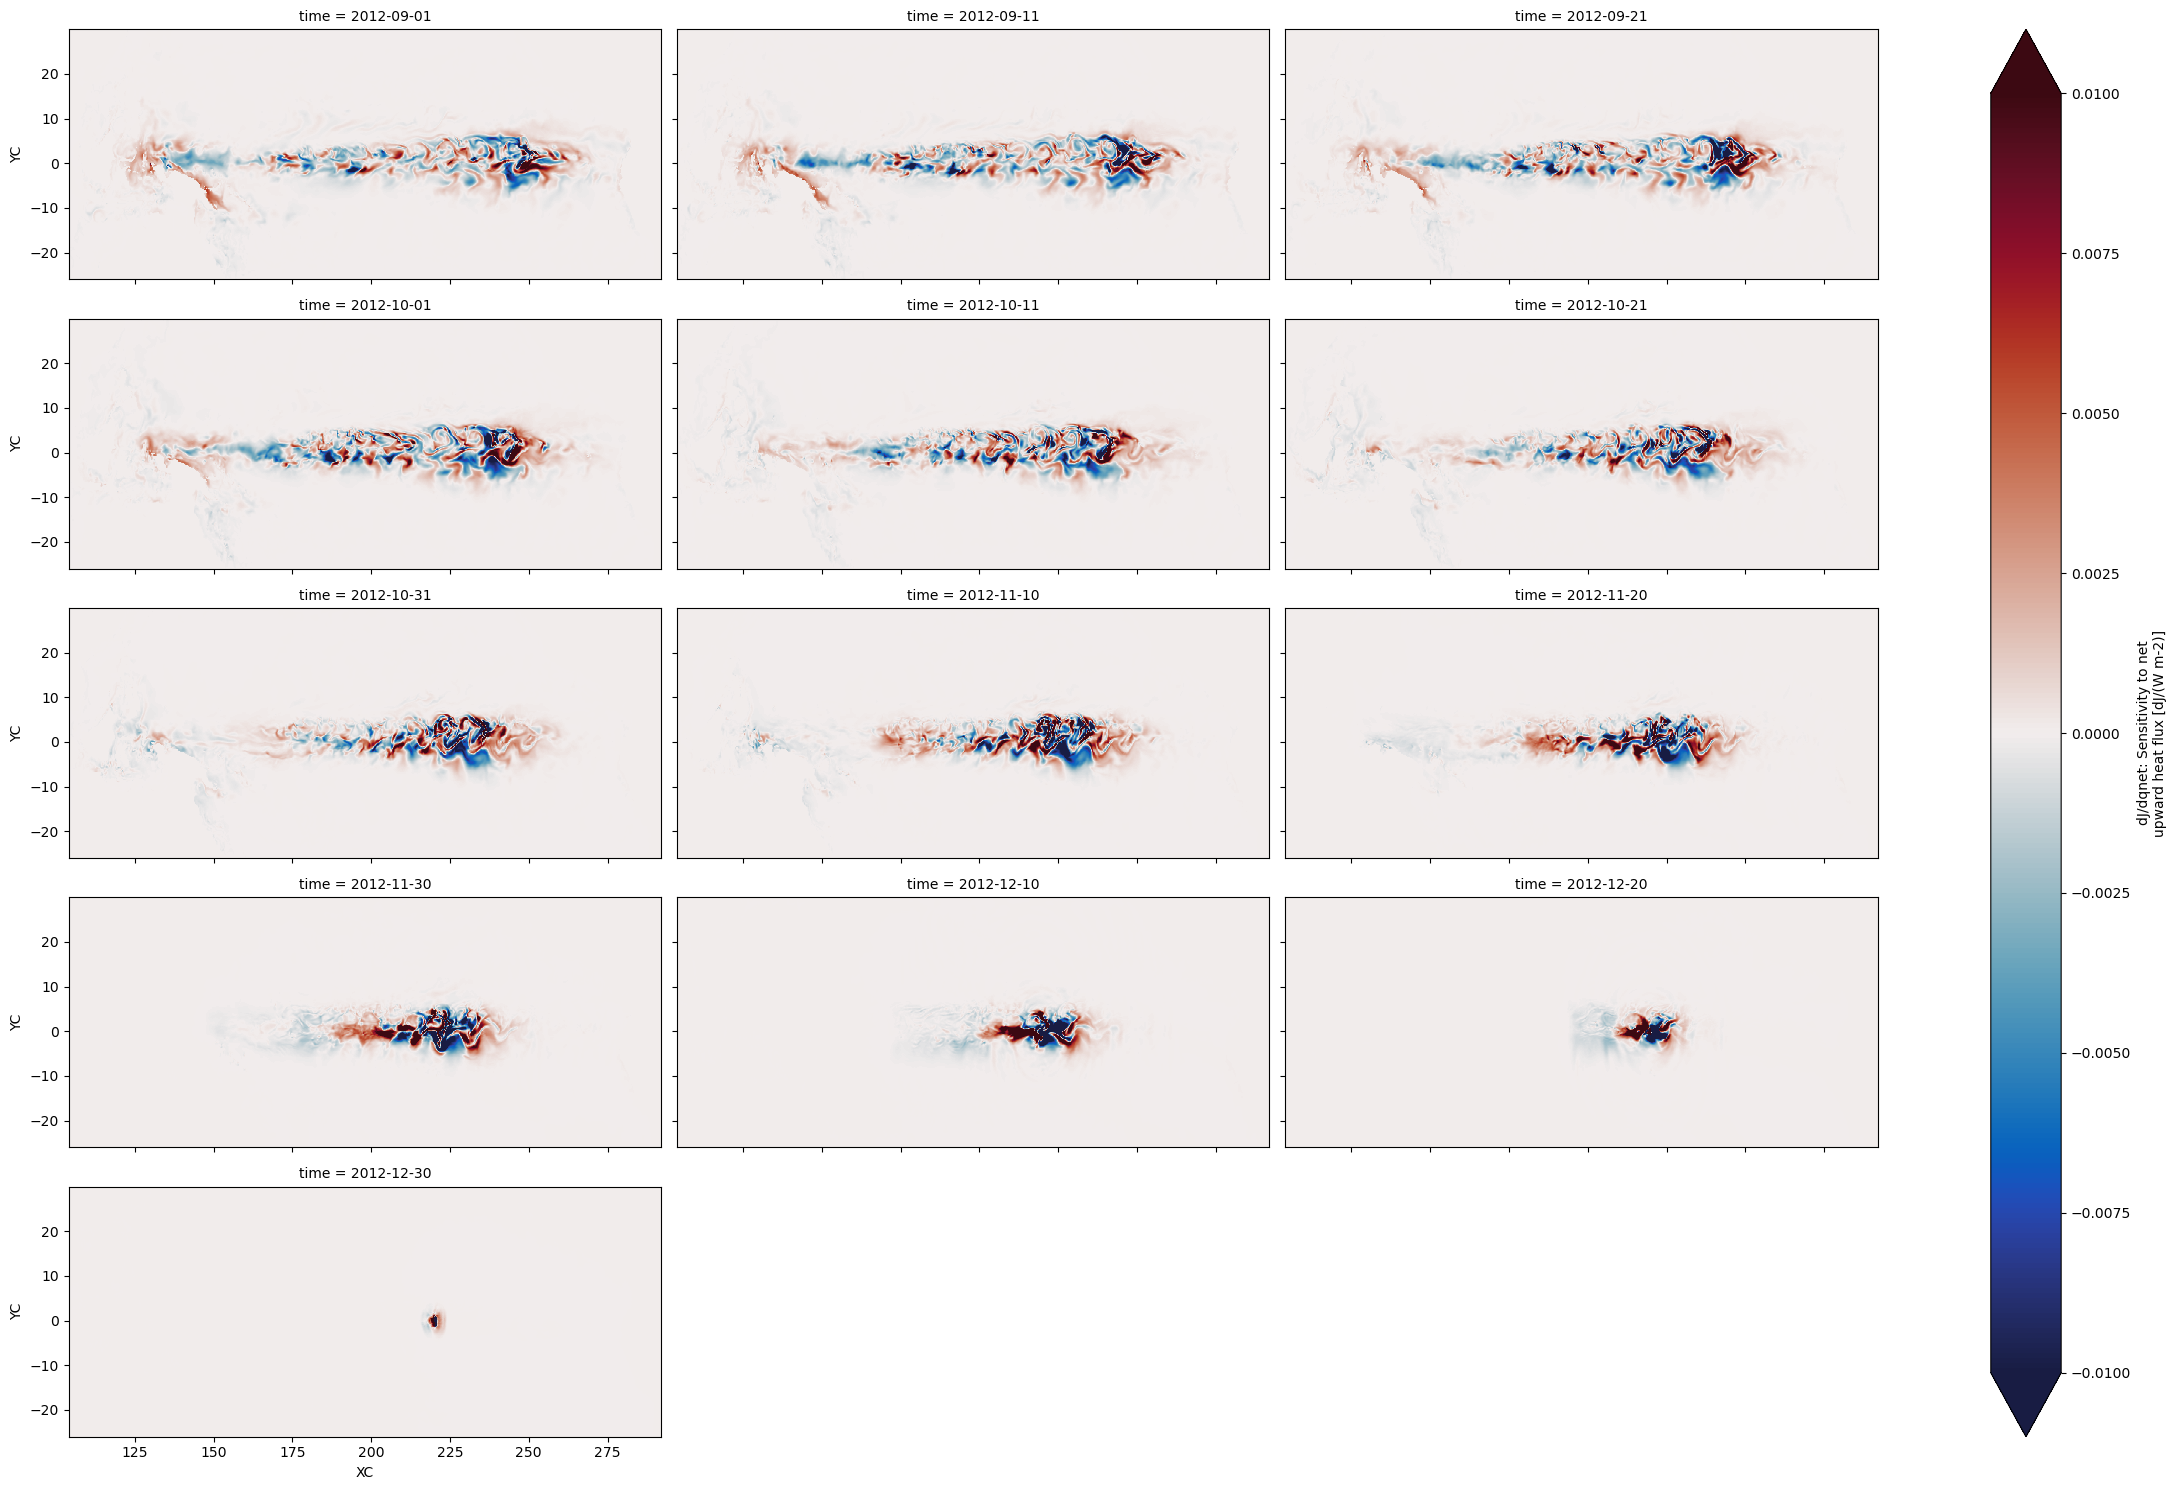 time = 2012-09-01
time = 2012-09-11
time = 2012-09-21
YC
20
10
0
−10
−20
time = 2012-10-01
time = 2012-10-11
time = 2012-10-21
YC
20
10
0
−10
−20
time = 2012-10-31
time = 2012-11-10
time = 2012-11-20
YC
20
10
0
−10
−20
time = 2012-11-30
time = 2012-12-10
time = 2012-12-20
YC
20
10
0
−10
−20
time = 2012-12-30
YC
20
10
0
−10
−20
125 150 175 200 225 250 275
XC
0.0100
0.0075
0.0050
0.0025
0.0000
−0.0025
−0.0050
−0.0075
−0.0100
dJ/dqnet: Sensitivity to net
upward heat flux [dJ/(W m-2)]